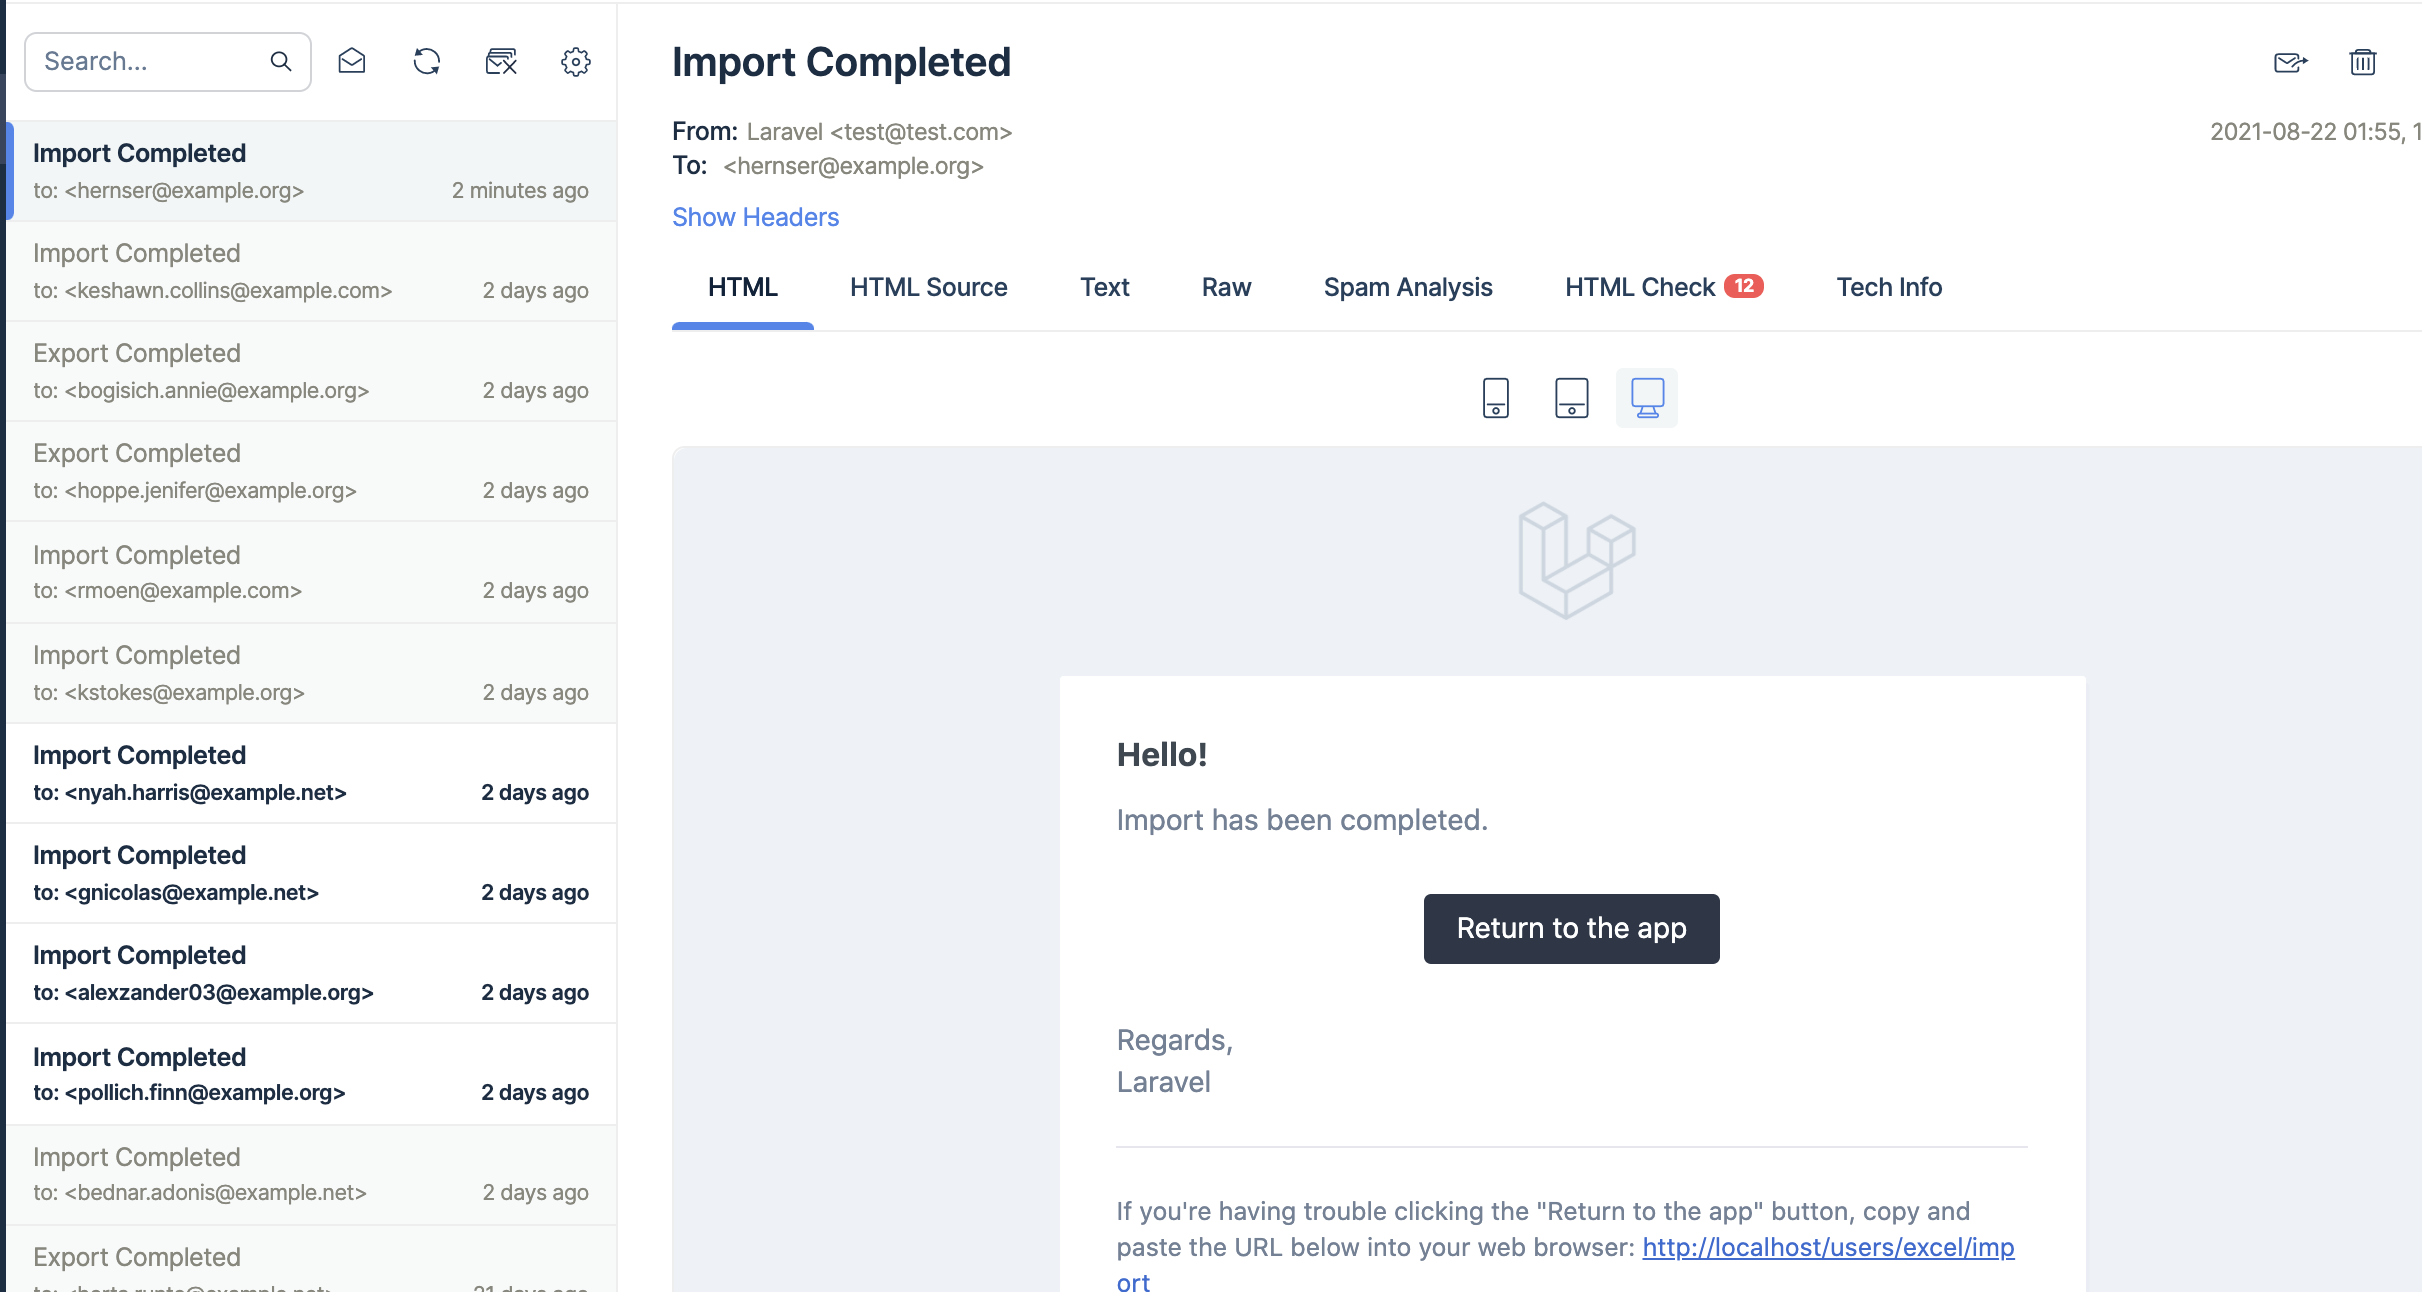 Search...
Import Completed
to: <hernser@example.org> 2 minutes ago
Import Completed
to: <keshawn.collins@example.com> 2 days ago
Export Completed
to: <bogisich.annie@example.org> 2 days ago
Export Completed
to: <hoppe.jenifer@example.org> 2 days ago
Import Completed
to: <rmoen@example.com> 2 days ago
Import Completed
to: <kstokes@example.org> 2 days ago
Import Completed
to: <nyah.harris@example.net> 2 days ago
Import Completed
to: <gnicolas@example.net> 2 days ago
Import Completed
to: <alexzander03@example.org> 2 days ago
Import Completed
to: <pollich.finn@example.org> 2 days ago
Import Completed
to: <bednar.adonis@example.net> 2 days ago
Export Completed
Import Completed
From: Laravel <test@test.com> 2021-08-22 01:55, 1
To: <hernser@example.org>
Show Headers
HTML HTML Source Text Raw Spam Analysis HTML Check 12 Tech Info
Hello!
Import has been completed.
Return to the app
Regards,
Laravel
If you're having trouble clicking the "Return to the app" button, copy and
paste the URL below into your web browser: http://localhost/users/excel/imp
ort